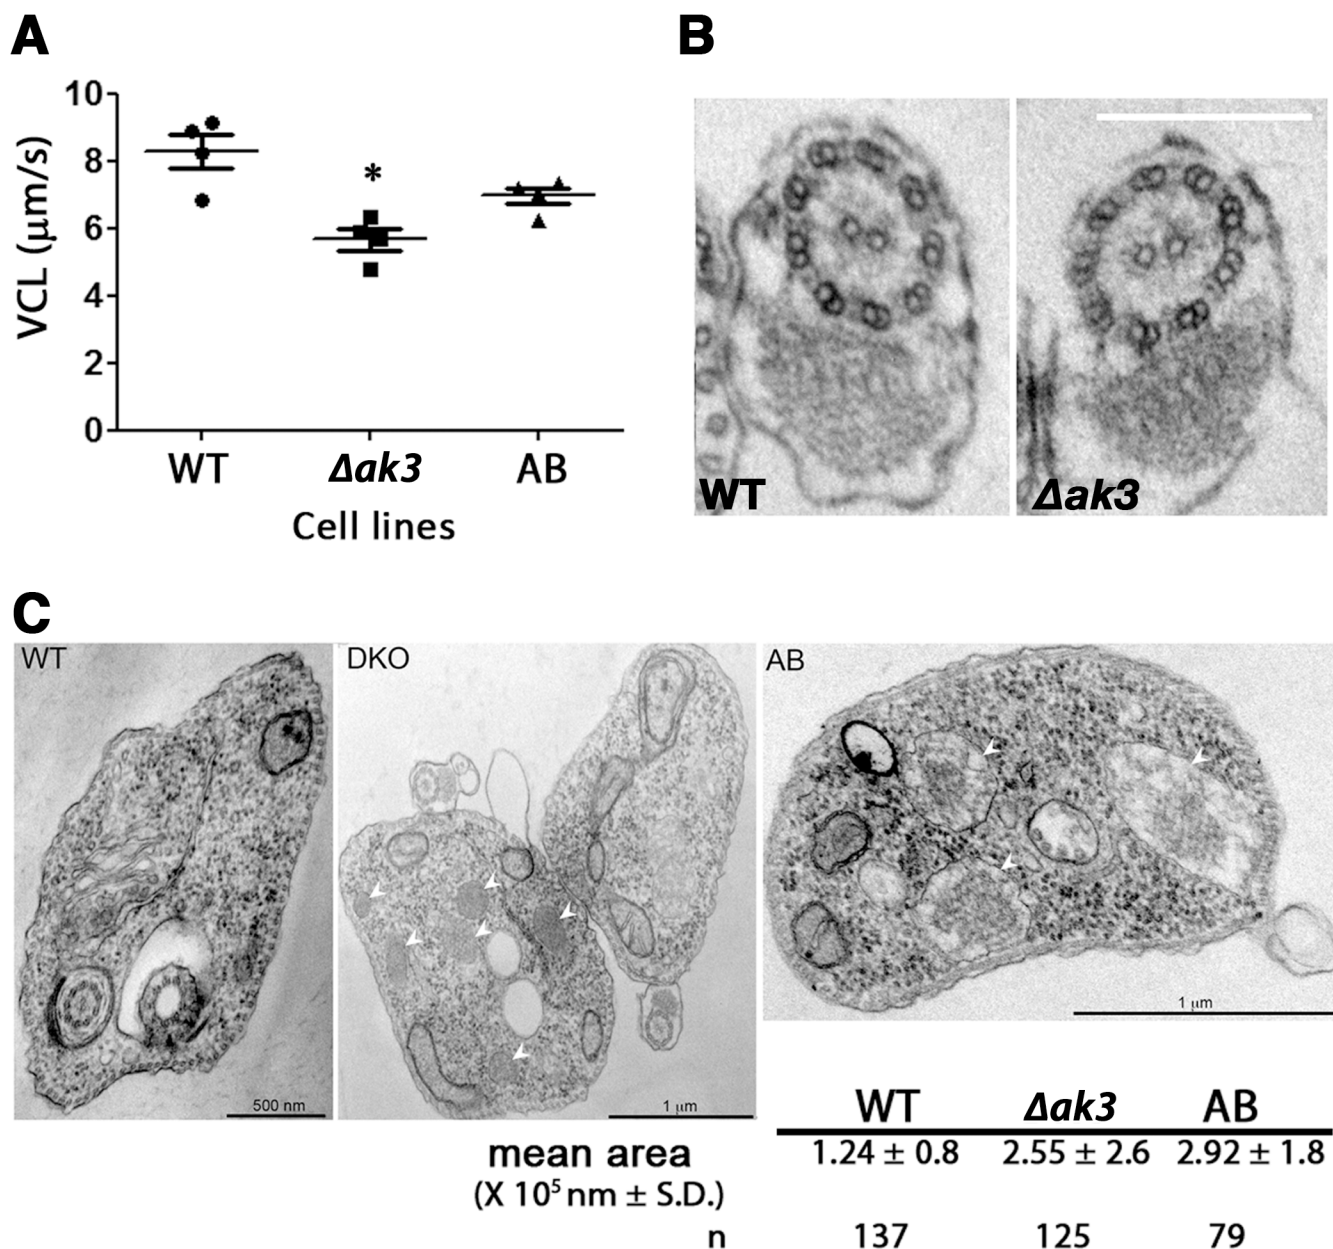 A
B
10
8
6
4
2
0
VCL (µm/s)
*
WT
Δak3
AB
Cell lines
WT
Δak3
C
WT
DKO
AB
500 nm
1 µm
1 µm
WT Δak3 AB
mean area 1.24 ± 0.8 2.55 ± 2.6 2.92 ± 1.8
(X 10⁵ nm ± S.D.)
n 137 125 79